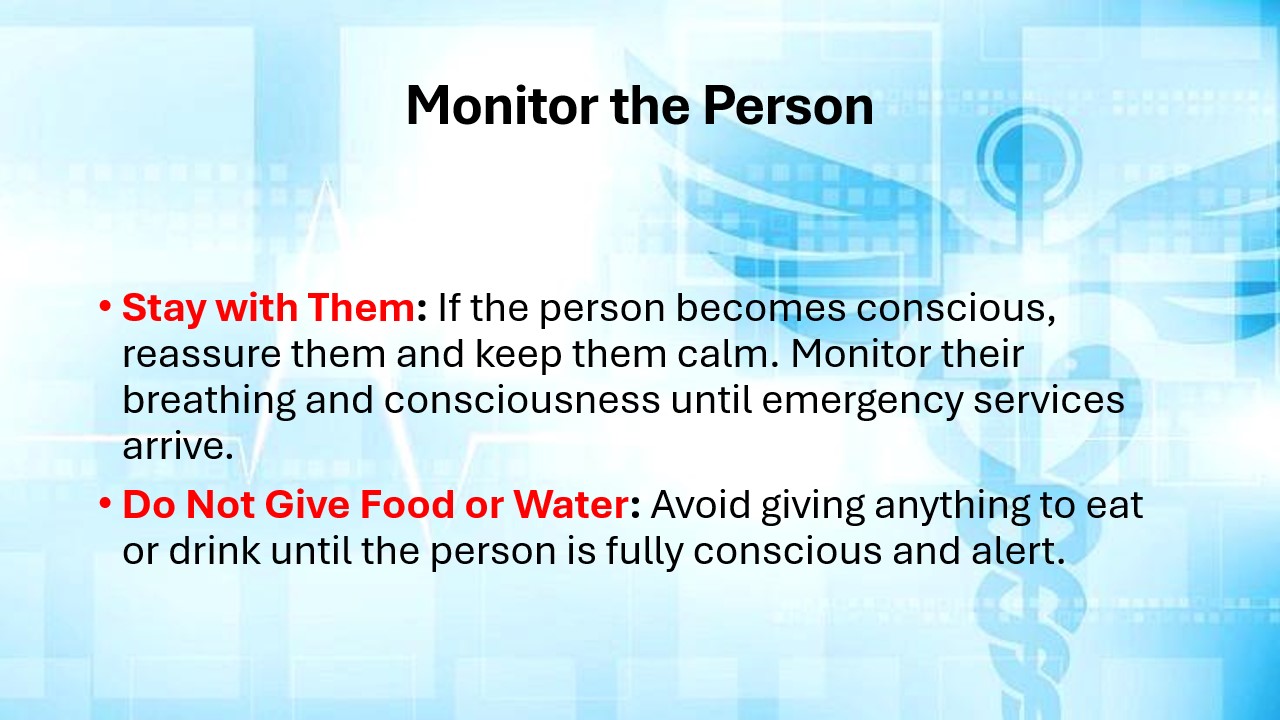 Monitor the Person
• Stay with Them: If the person becomes conscious,
reassure them and keep them calm. Monitor their
breathing and consciousness until emergency services
arrive.
• Do Not Give Food or Water: Avoid giving anything to eat
or drink until the person is fully conscious and alert.